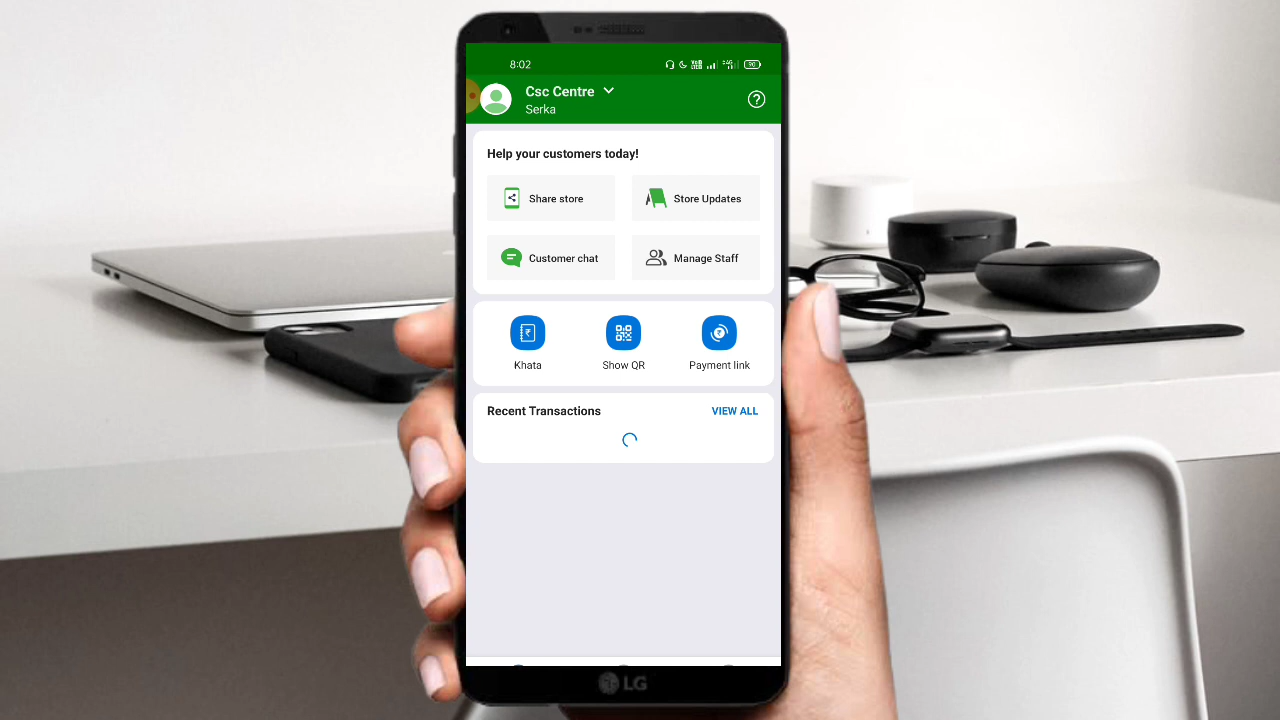 8:02
90
Csc Centre
Serka
Help your customers today!
Share store
Store Updates
Customer chat
Manage Staff
Khata
Show QR
Payment link
Recent Transactions
VIEW ALL
LG